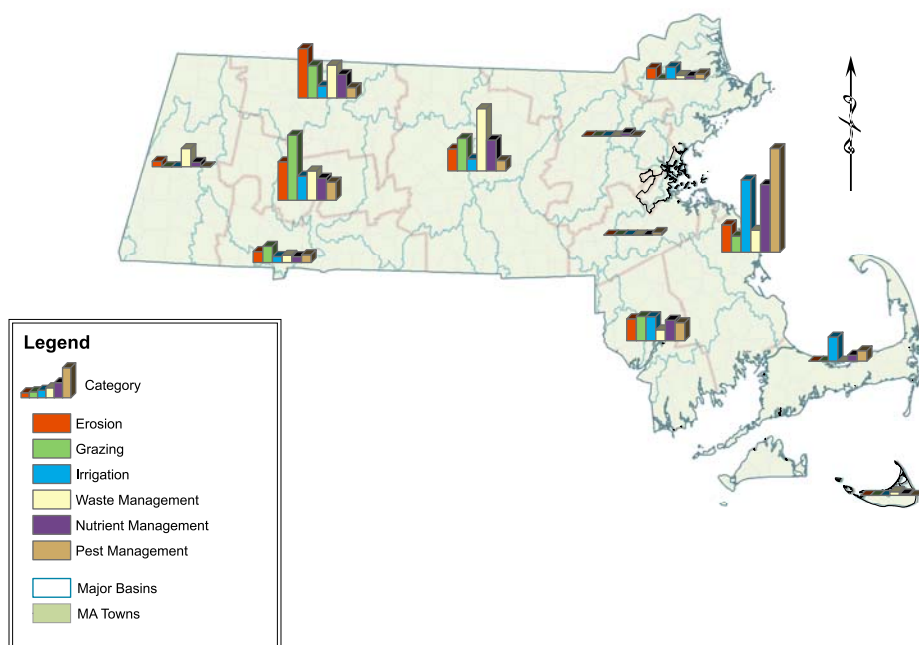 Legend
Category
Erosion
Grazing
Irrigation
Waste Management
Nutrient Management
Pest Management
Major Basins
MA Towns